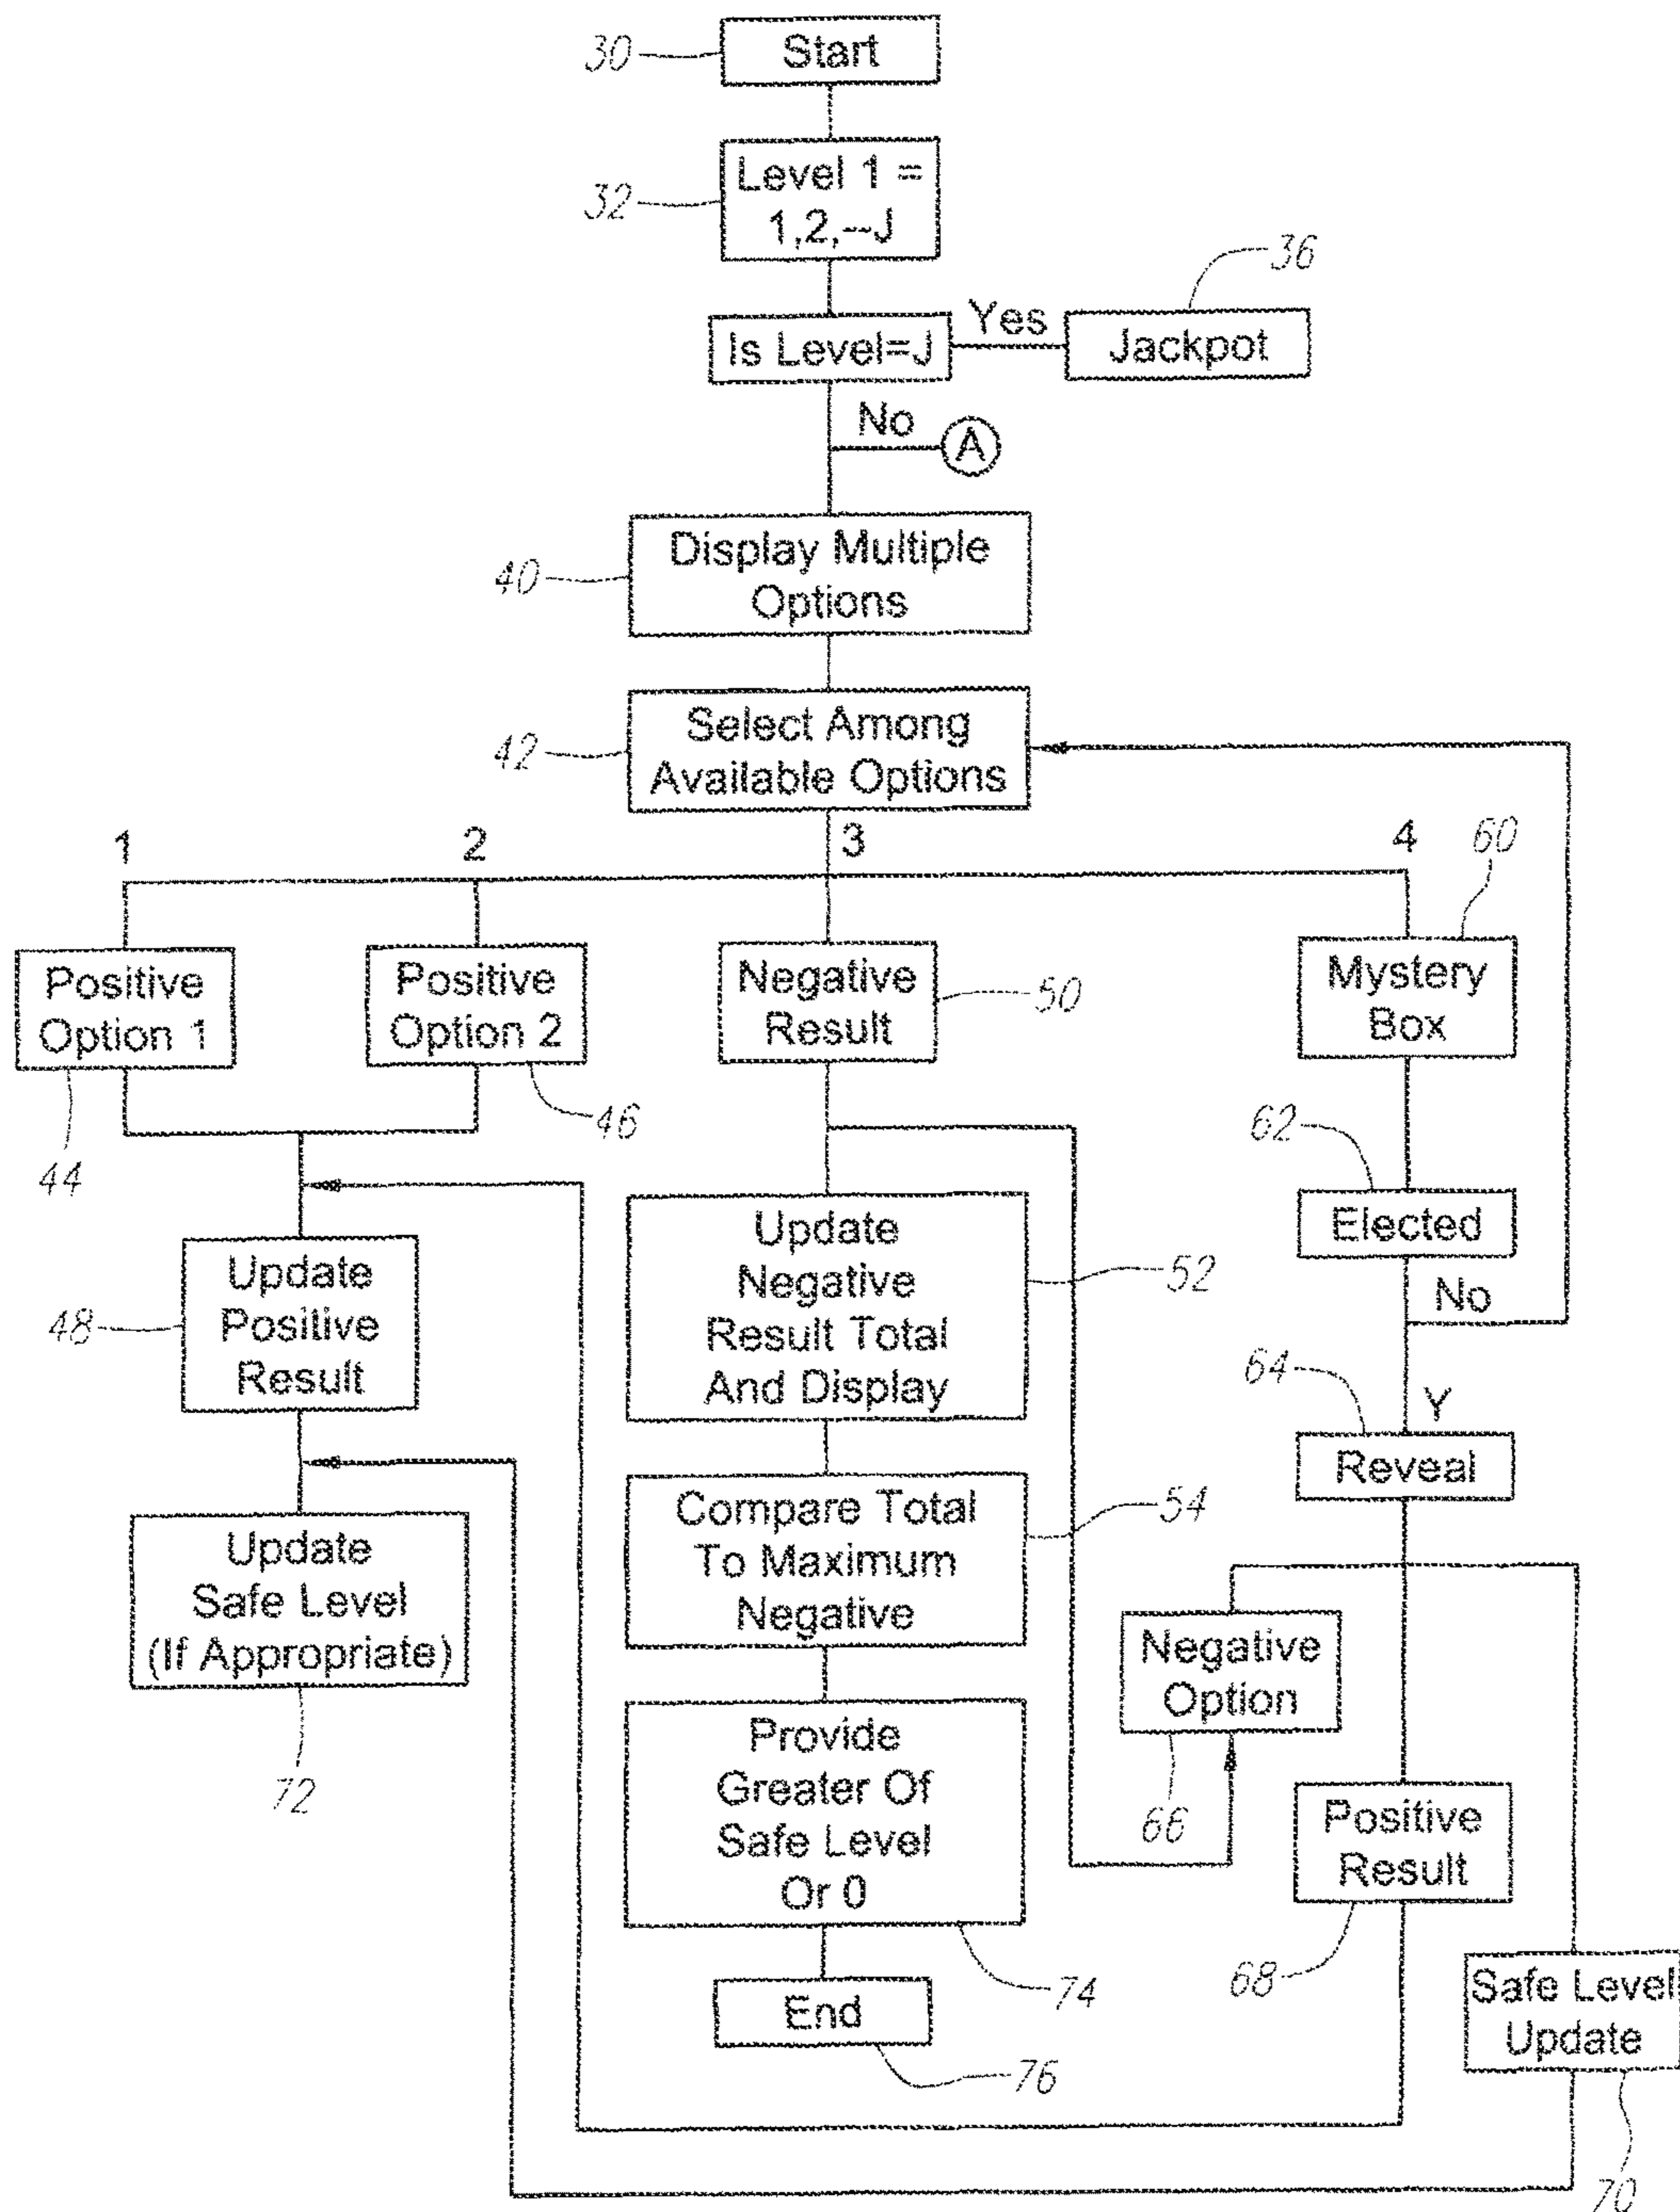 30
Start
32
Level 1 =
1,2,--J
36
Is Level=J
Yes
Jackpot
No
A
40
Display Multiple
Options
42
Select Among
Available Options
1
2
3
4
60
Positive
Option 1
Positive
Option 2
Negative
Result
50
Mystery
Box
44
46
62
Elected
No
48
Update
Positive
Result
Update
Negative
Result Total
And Display
52
64
Y
Reveal
Update
Safe Level
(If Appropriate)
72
Compare Total
To Maximum
Negative
54
Negative
Option
66
Provide
Greater Of
Safe Level
Or 0
74
Positive
Result
68
End
76
Safe Level
Update
70